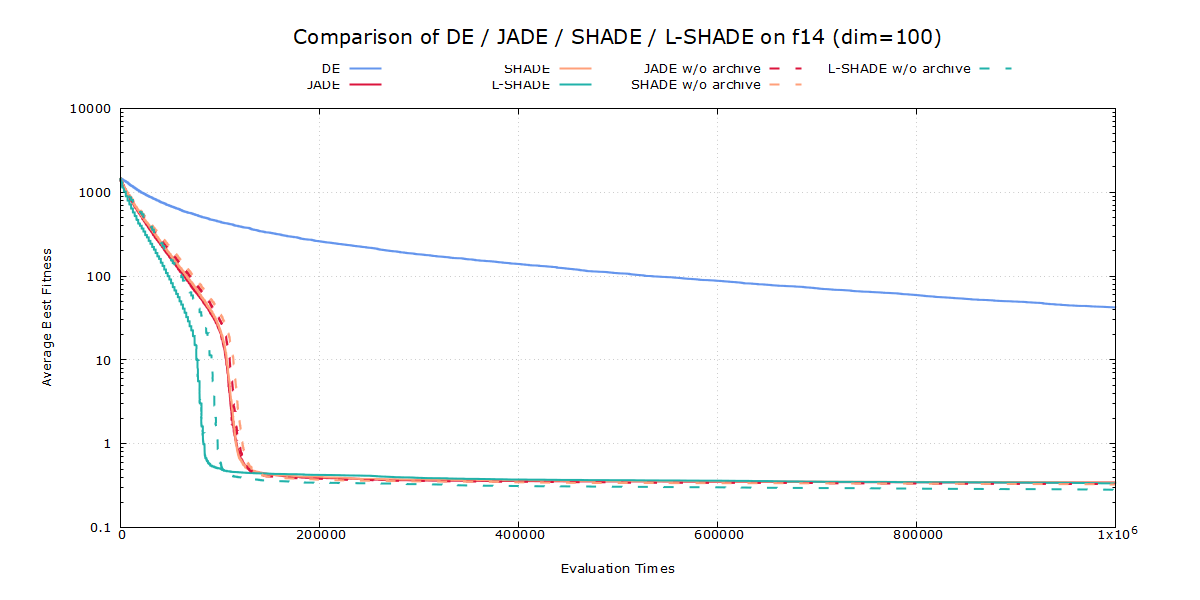 Comparison of DE / JADE / SHADE / L-SHADE on f14 (dim=100)
DE SHADE JADE w/o archive L-SHADE w/o archive
JADE L-SHADE SHADE w/o archive
10000
1000
100
10
1
0.1
Average Best Fitness
0 200000 400000 600000 800000 1x10^6
Evaluation Times